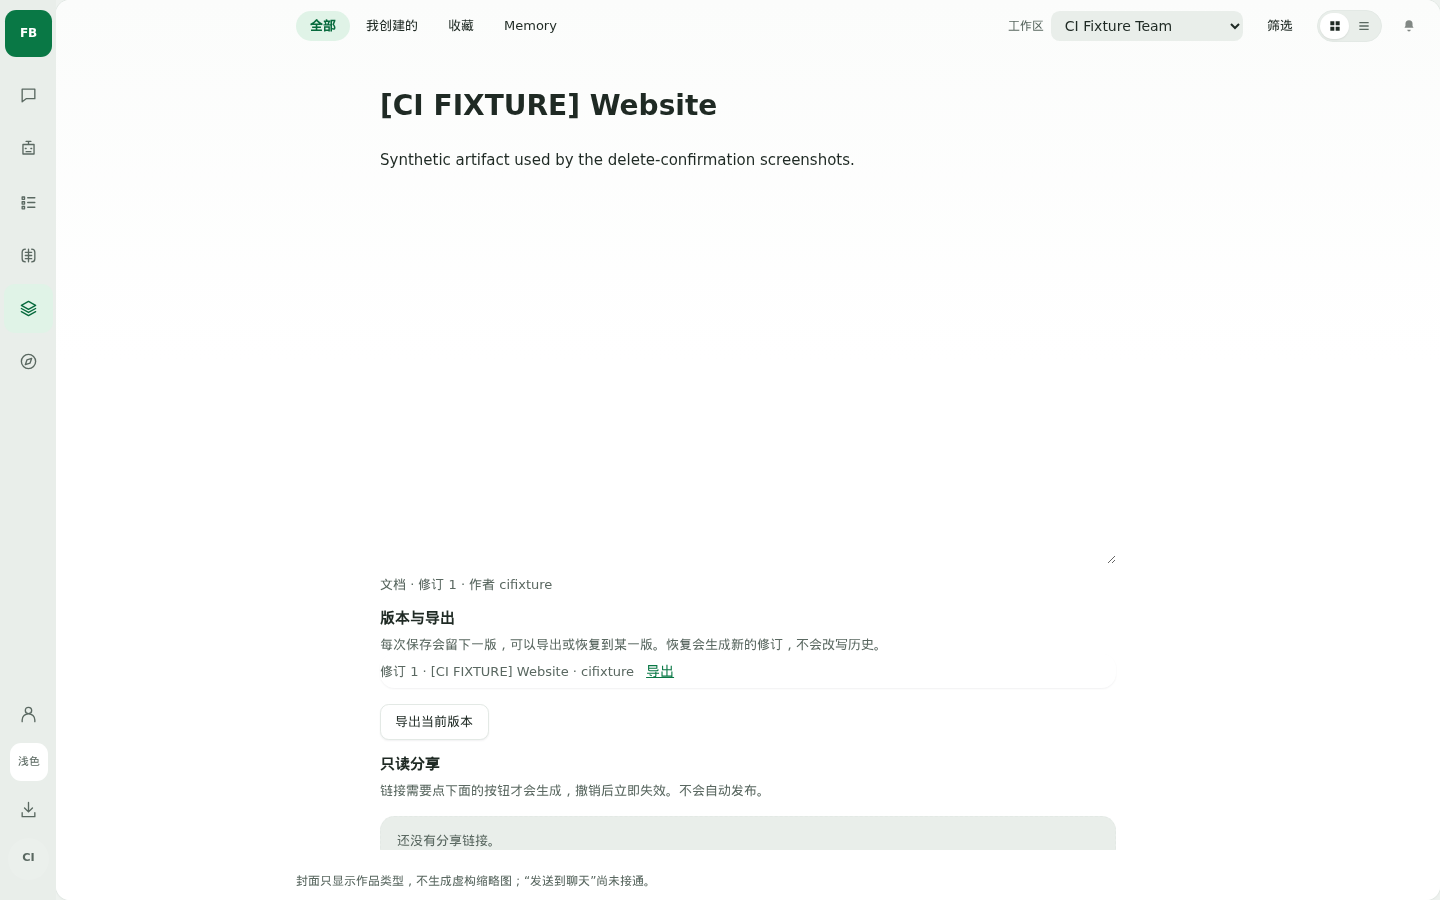 FB
全部 我创建的 收藏 Memory 工作区 CI Fixture Team 筛选
[CI FIXTURE] Website
Synthetic artifact used by the delete-confirmation screenshots.
文档 · 修订 1 · 作者 cifixture
版本与导出
每次保存会留下一版，可以导出或恢复到某一版。恢复会生成新的修订，不会改写历史。
修订 1 · [CI FIXTURE] Website · cifixture 导出
导出当前版本
浅色
只读分享
链接需要点下面的按钮才会生成，撤销后立即失效。不会自动发布。
还没有分享链接。
CI
封面只显示作品类型，不生成虚构缩略图；“发送到聊天”尚未接通。